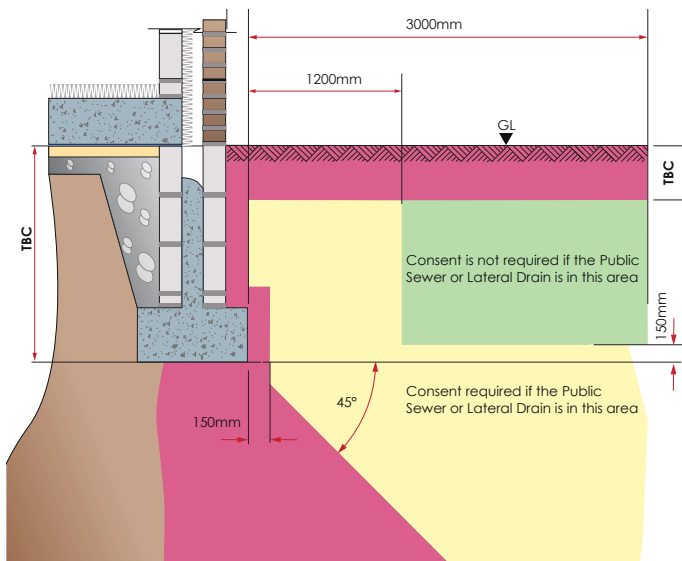 3000mm
1200mm
GL
TBC
TBC
Consent is not required if the Public
Sewer or Lateral Drain is in this area
150mm
Consent required if the Public
Sewer or Lateral Drain is in this area
45º
150mm